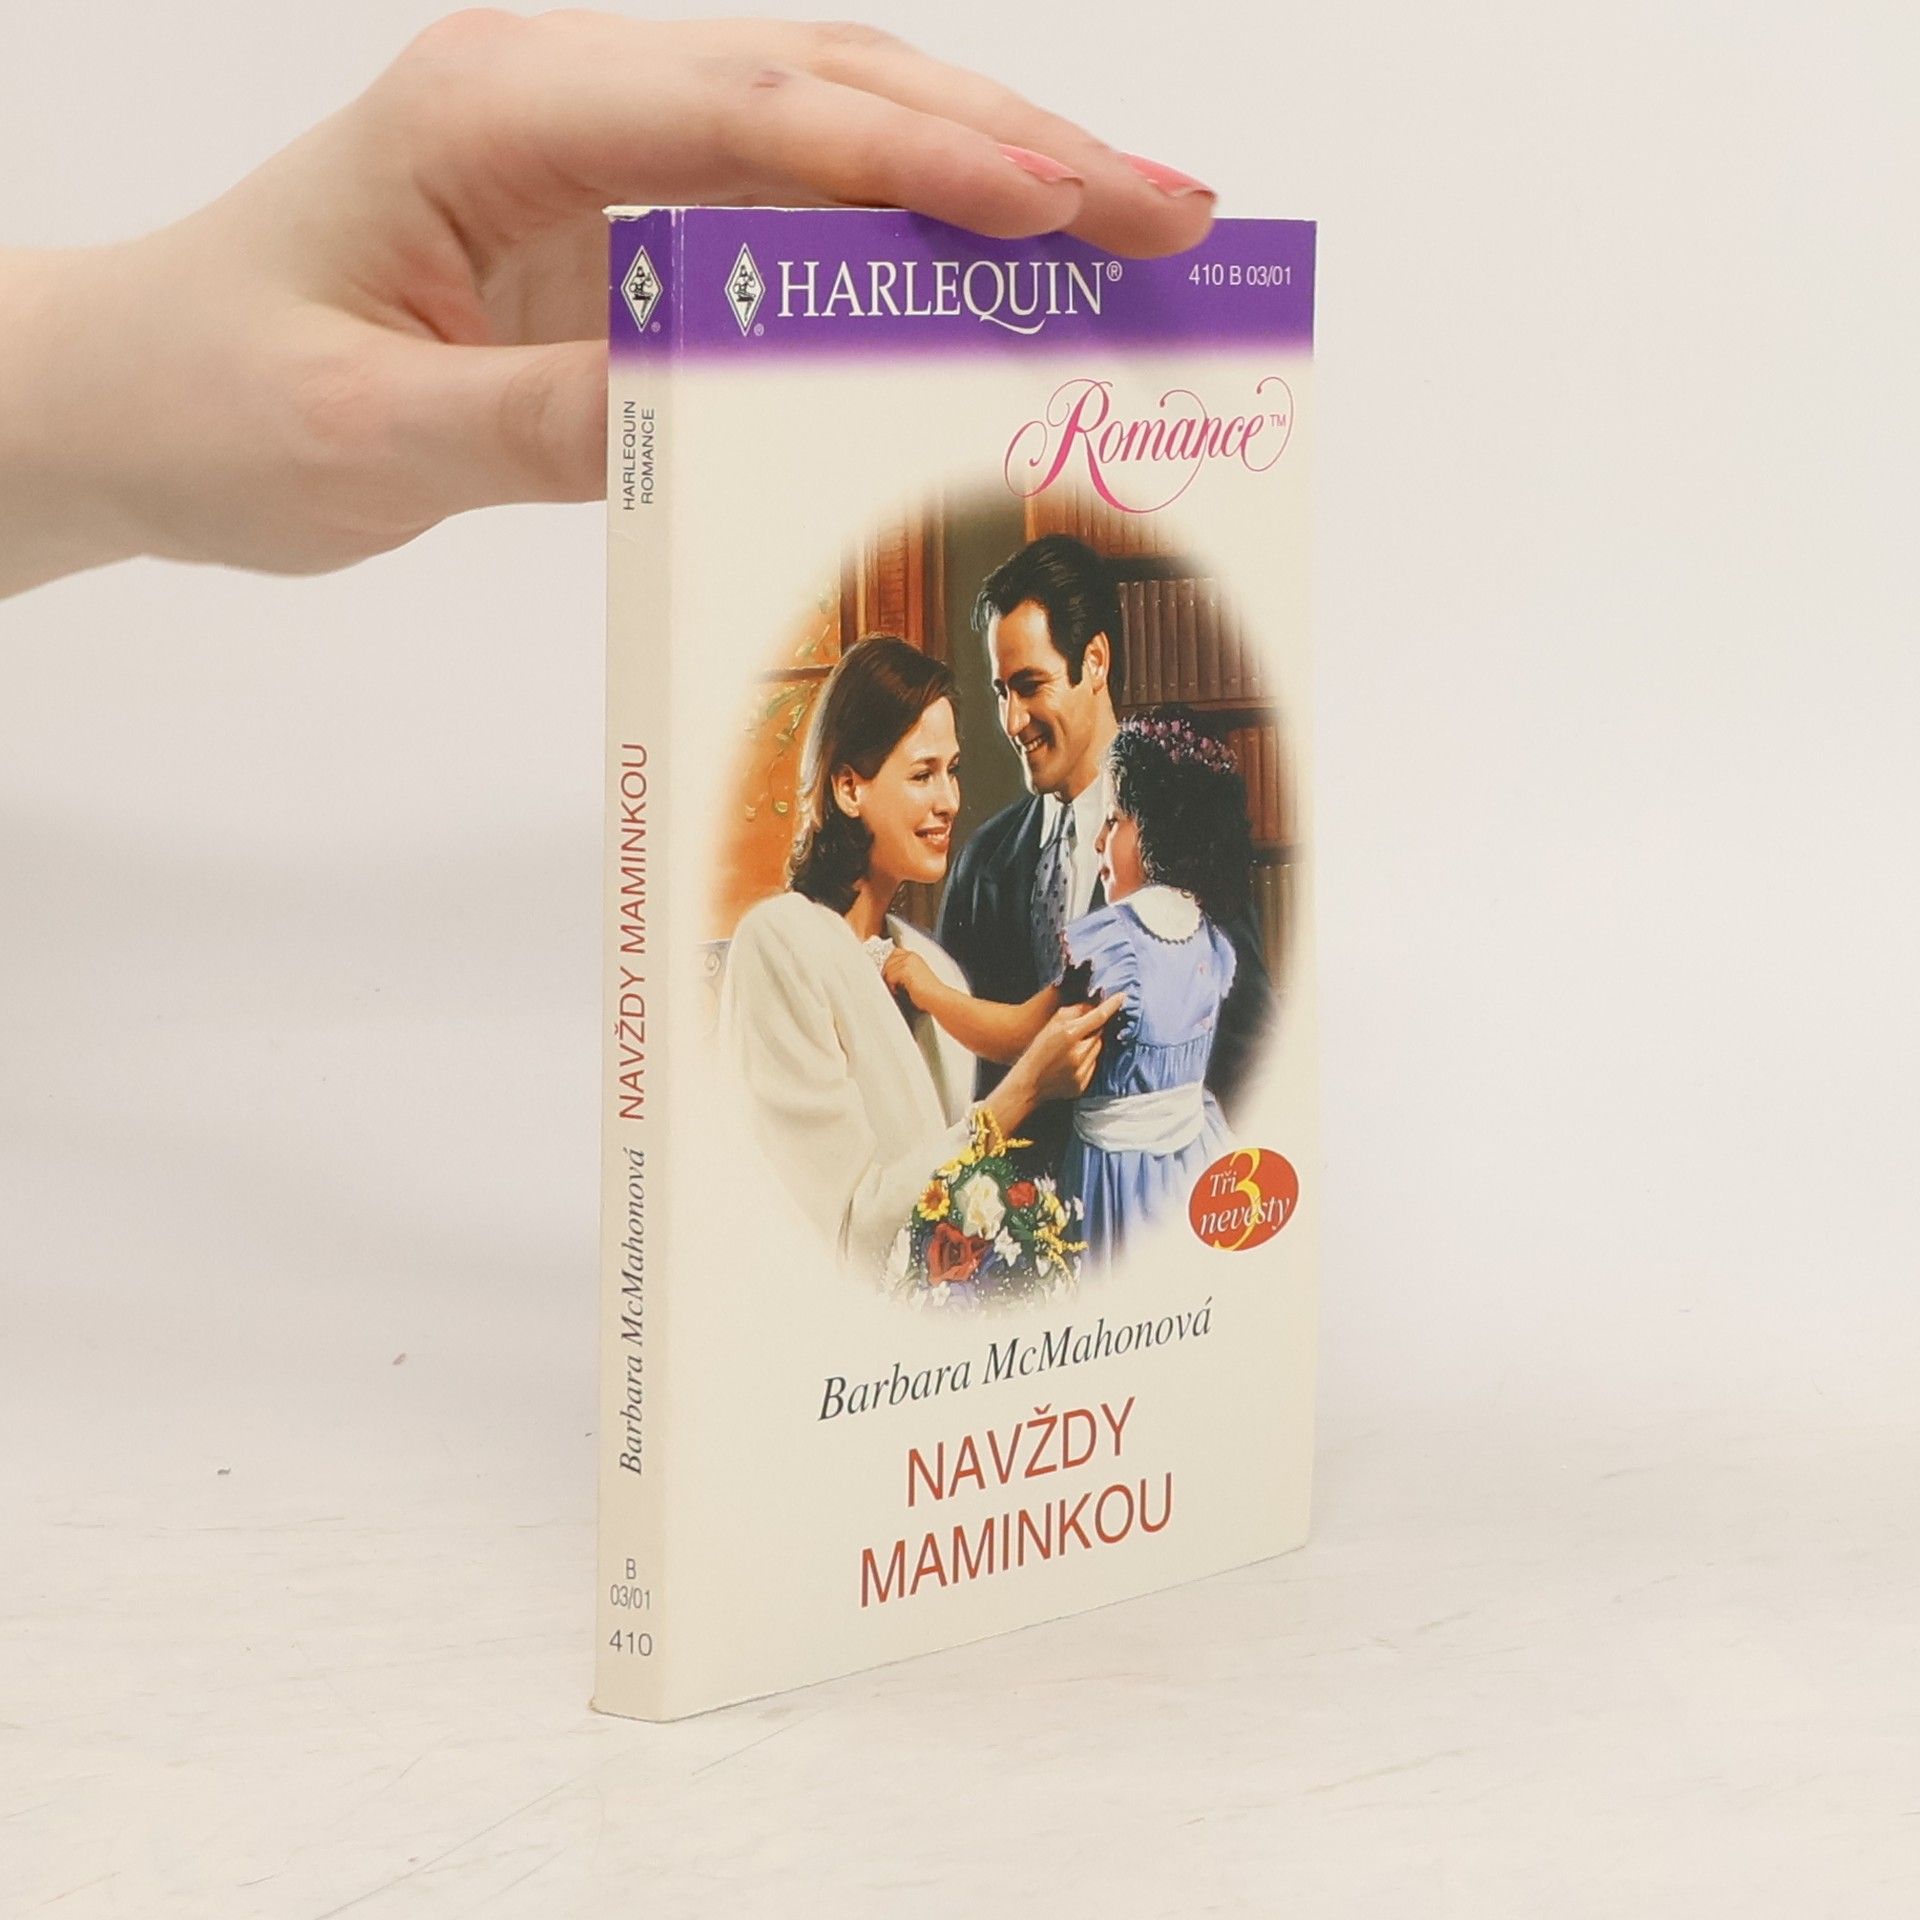 HARLEQUIN®
410 B 03/01
Romance™
Tři
3
nevěsty
Barbara McMahonová
NAVŽDY
MAMINKOU
HARLEQUIN
ROMANCE
Barbara McMahonová NAVŽDY MAMINKOU
B
03/01
410